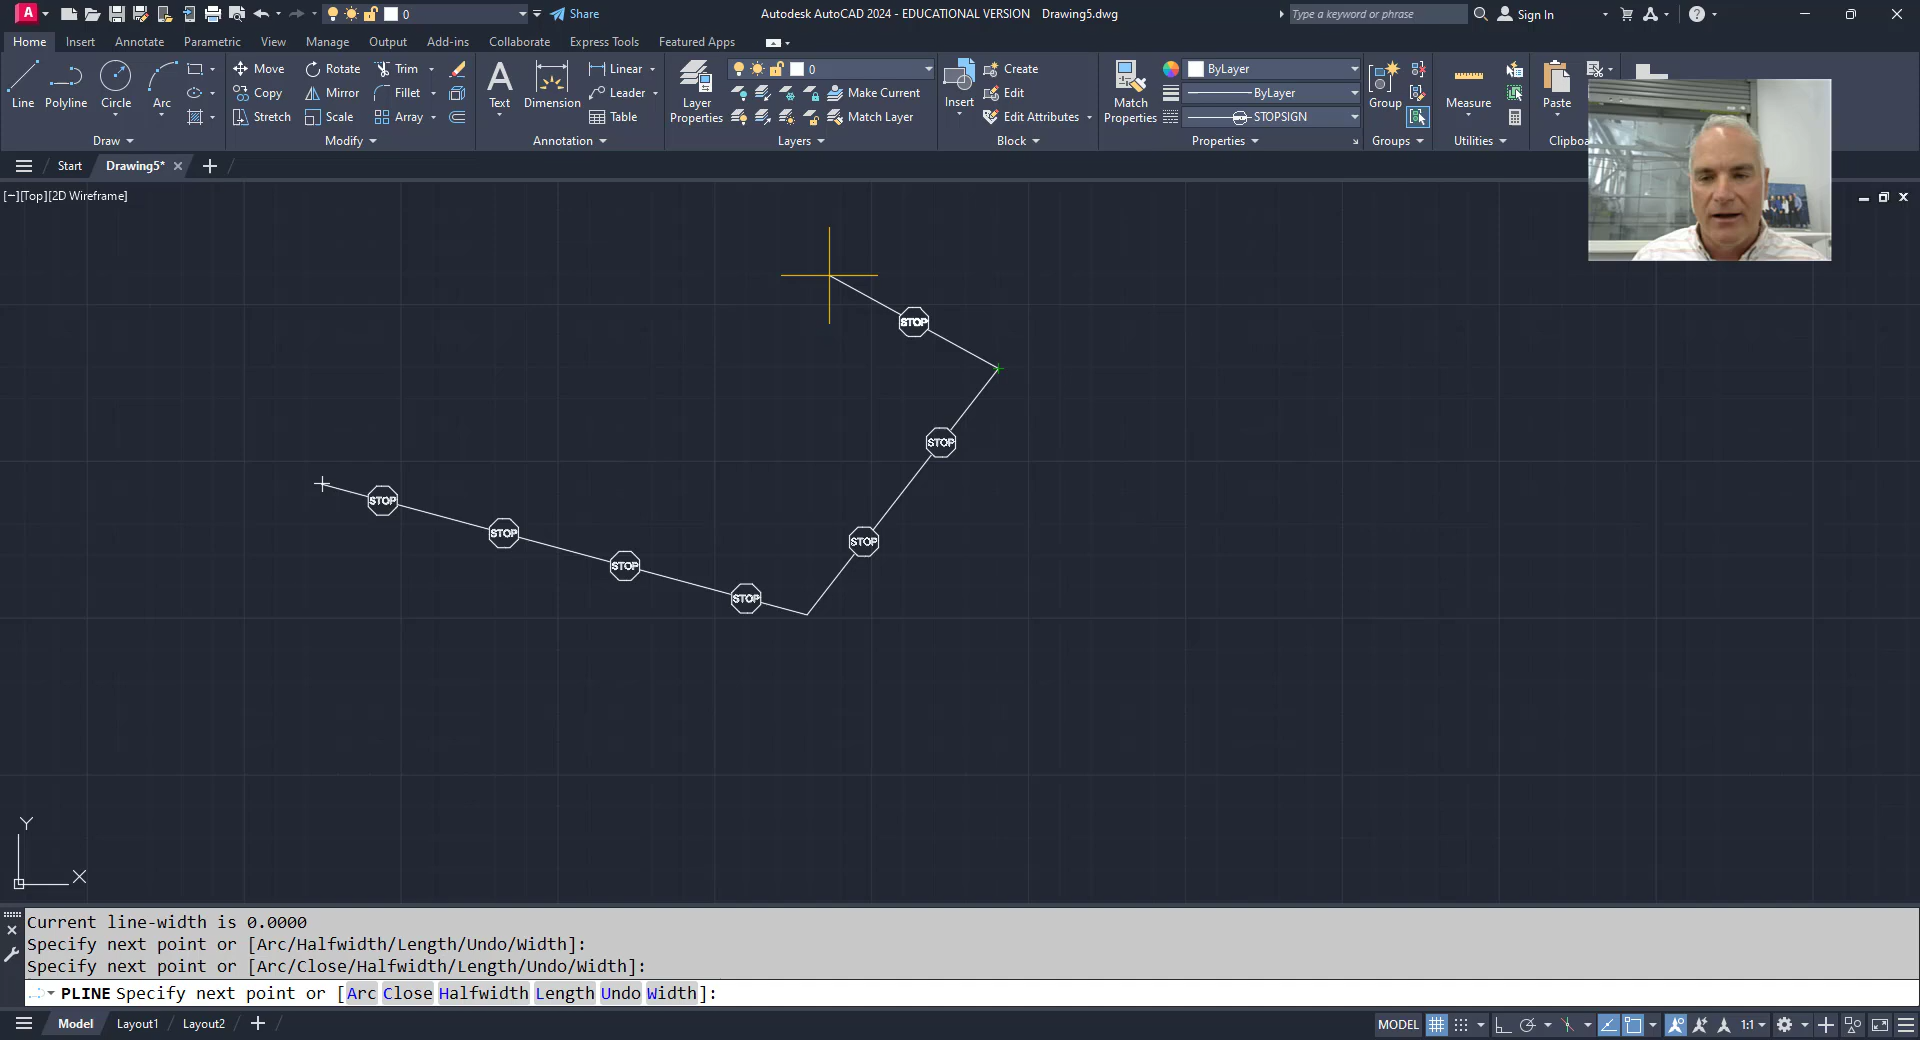 A
0
Share
Autodesk AutoCAD 2024 - EDUCATIONAL VERSION Drawing5.dwg
Type a keyword or phrase
Sign In
Home Insert Annotate Parametric View Manage Output Add-ins Collaborate Express Tools Featured Apps
Line Polyline Circle Arc
Draw
Move Rotate Trim
Copy Mirror Fillet
Stretch Scale Array
Modify
Text Dimension
Linear
Leader
Table
Annotation
Layer Properties
0
Make Current
Match Layer
Layers
Insert
Create
Edit
Edit Attributes
Block
Match Properties
ByLayer
ByLayer
STOPSIGN
Properties
Group
Groups
Measure
Utilities
Paste
Clipboa
Start Drawing5*
[−][Top][2D Wireframe]
STOP
STOP
STOP
STOP
STOP
STOP
STOP
Y
X
Current line-width is 0.0000
Specify next point or [Arc/Halfwidth/Length/Undo/Width]:
Specify next point or [Arc/Close/Halfwidth/Length/Undo/Width]:
PLINE Specify next point or [Arc Close Halfwidth Length Undo Width]:
Model Layout1 Layout2
MODEL 1:1